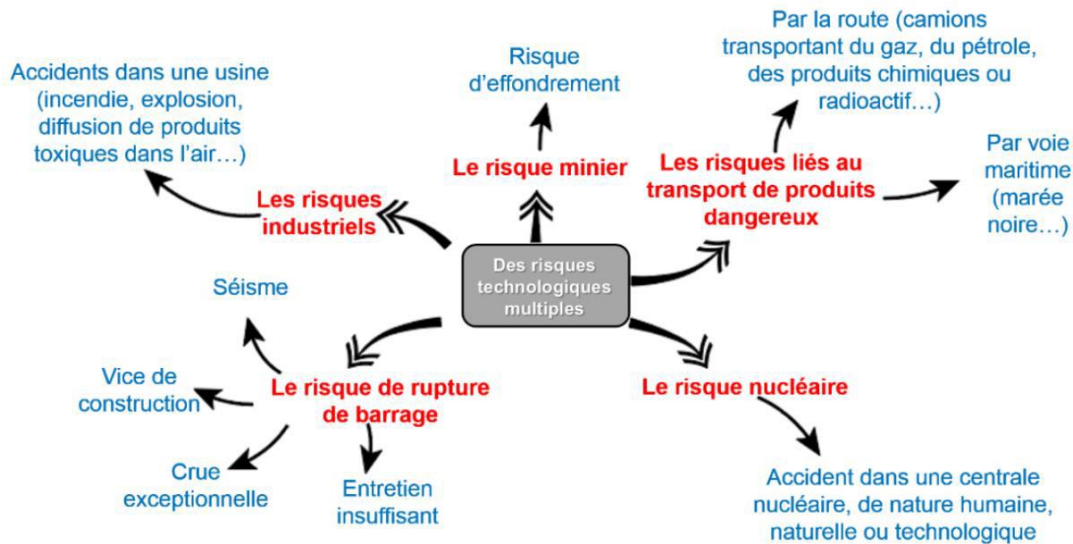 Par la route (camions
transportant du gaz, du pétrole,
des produits chimiques ou
radioactif…)
Risque
d’effondrement
Accidents dans une usine
(incendie, explosion,
diffusion de produits
toxiques dans l’air…)
Par voie
maritime
(marée
noire…)
Le risque minier
Les risques liés au
transport de produits
dangereux
Les risques
industriels
Des risques
technologiques
multiples
Séisme
Vice de
construction
Le risque de rupture
de barrage
Le risque nucléaire
Crue
exceptionnelle
Entretien
insuffisant
Accident dans une centrale
nucléaire, de nature humaine,
naturelle ou technologique